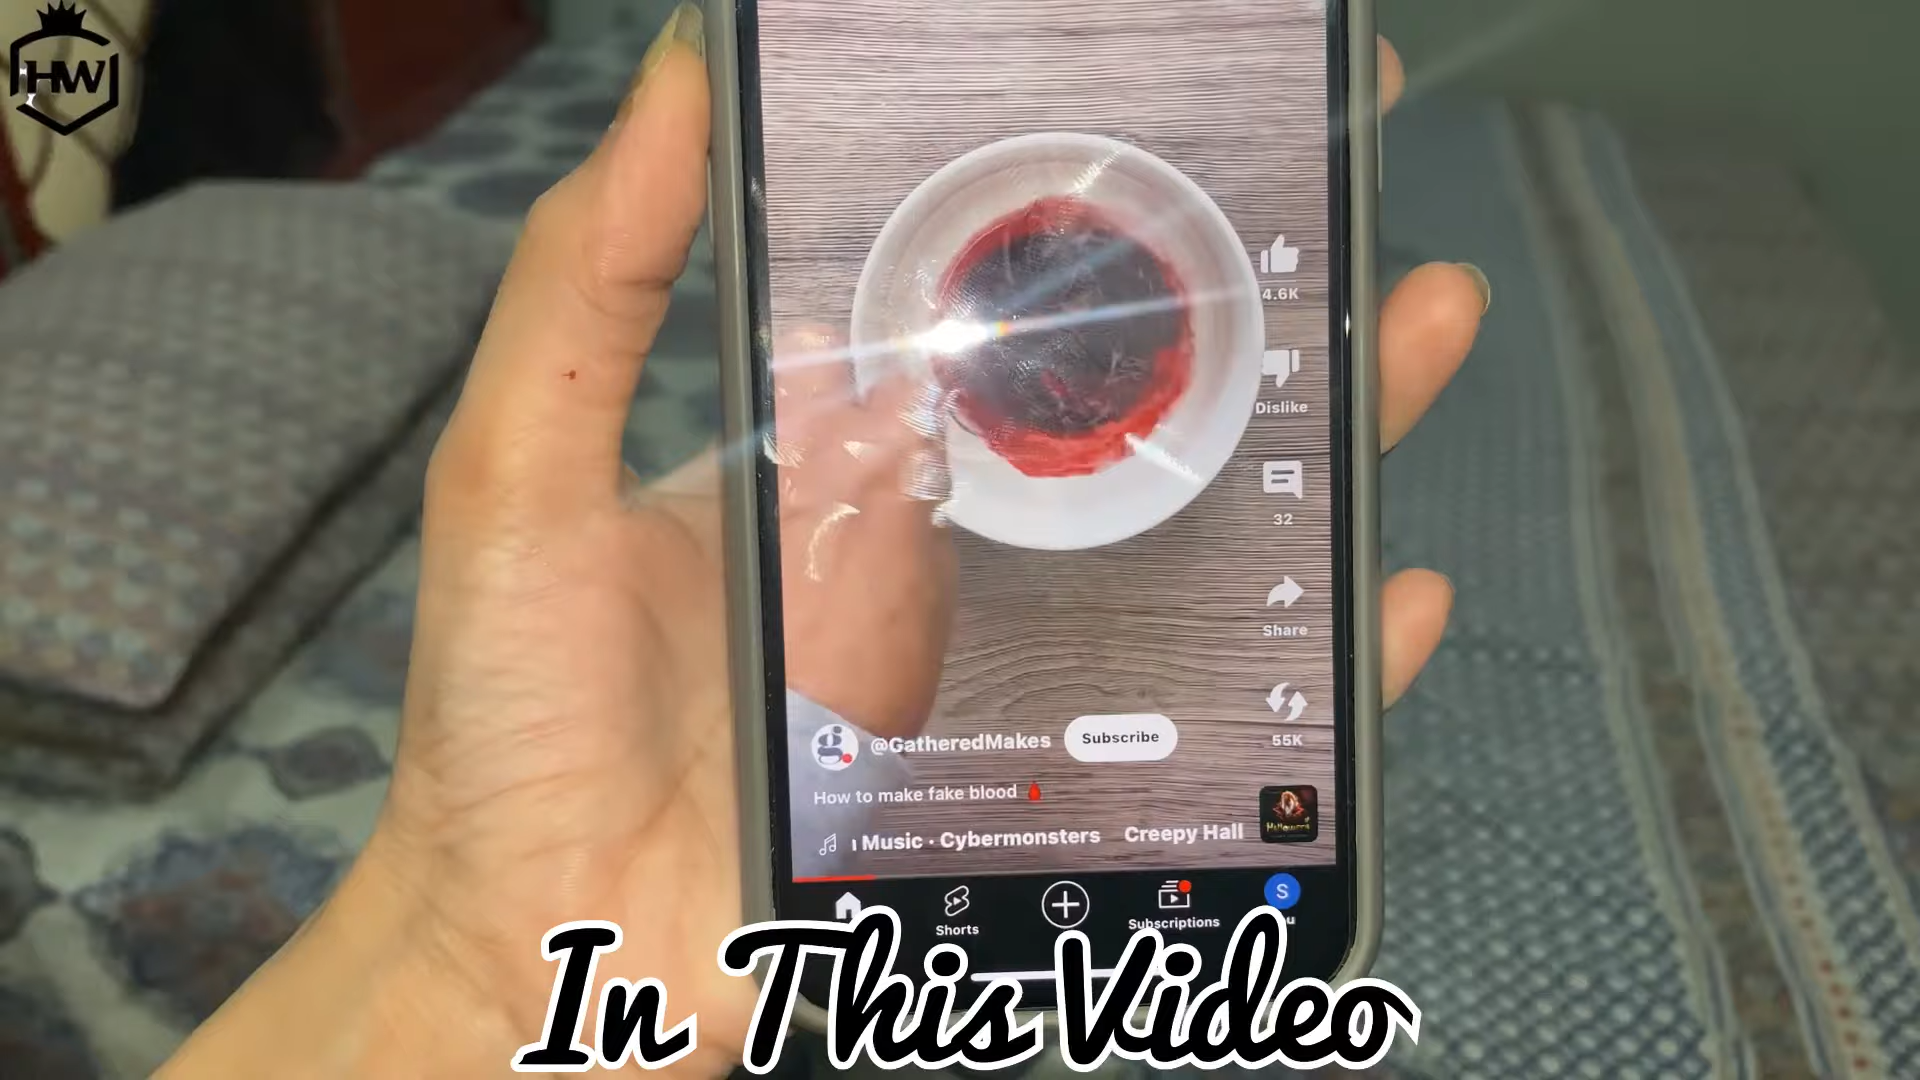 HW
4.6K
Dislike
32
Share
55K
@GatheredMakes
Subscribe
How to make fake blood
Music · Cybermonsters Creepy Hall
Shorts
Subscriptions
S
In This Video